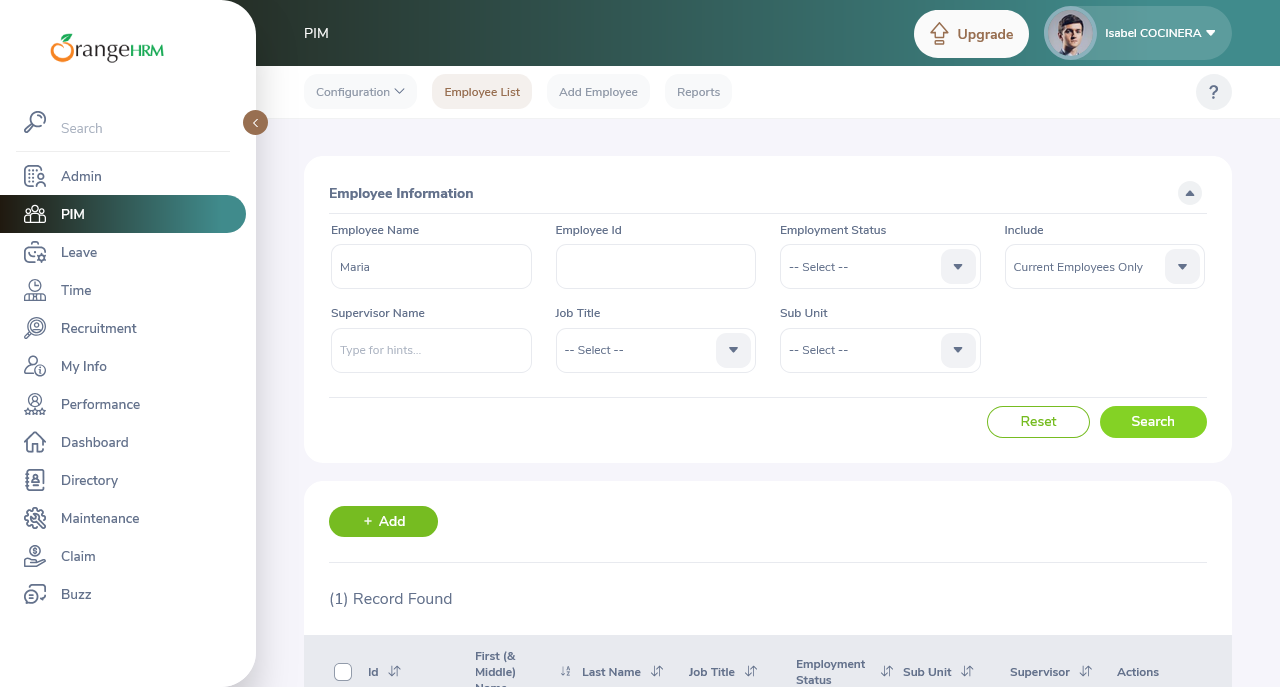 OrangeHRM
PIM
Upgrade
Isabel COCINERA
Configuration
Employee List
Add Employee
Reports
?
Search
Admin
PIM
Leave
Time
Recruitment
My Info
Performance
Dashboard
Directory
Maintenance
Claim
Buzz
Employee Information
Employee Name
Employee Id
Employment Status
Include
Maria
-- Select --
Current Employees Only
Supervisor Name
Job Title
Sub Unit
Type for hints...
-- Select --
-- Select --
Reset
Search
+ Add
(1) Record Found
Id
First (& Middle) Name
Last Name
Job Title
Employment Status
Sub Unit
Supervisor
Actions